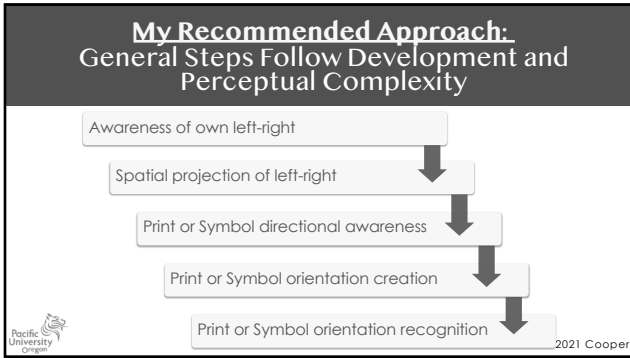 My Recommended Approach:
General Steps Follow Development and
Perceptual Complexity
Awareness of own left-right
Spatial projection of left-right
Print or Symbol directional awareness
Print or Symbol orientation creation
Print or Symbol orientation recognition
Pacific
University
Oregon
2021 Cooper